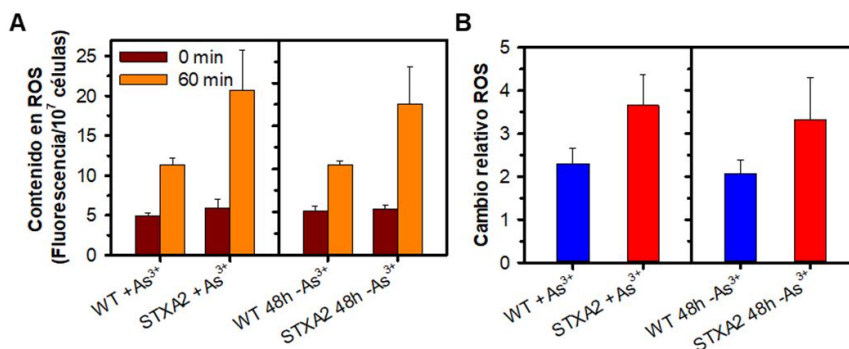 A
Contenido en ROS
(Fluorescencia/10⁷ células)
25
20
15
10
5
0
0 min
60 min
WT +As³⁺
STXA2 +As³⁺
WT 48h -As³⁺
STXA2 48h -As³⁺
B
Cambio relativo ROS
5
4
3
2
1
0
WT +As³⁺
STXA2 +As³⁺
WT 48h -As³⁺
STXA2 48h -As³⁺